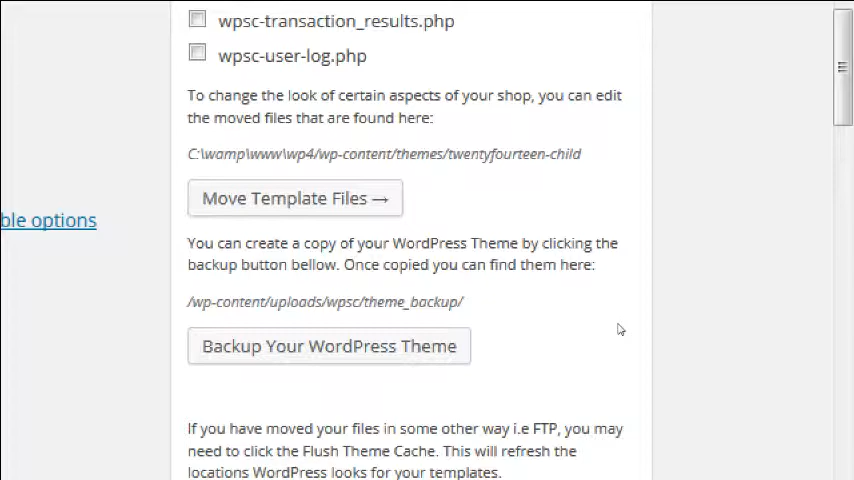 wpsc-transaction_results.php
wpsc-user-log.php
To change the look of certain aspects of your shop, you can edit
the moved files that are found here:
C:\wamp\www\wp4/wp-content/themes/twentyfourteen-child
Move Template Files →
ble options
You can create a copy of your WordPress Theme by clicking the
backup button bellow. Once copied you can find them here:
/wp-content/uploads/wpsc/theme_backup/
Backup Your WordPress Theme
If you have moved your files in some other way i.e FTP, you may
need to click the Flush Theme Cache. This will refresh the
locations WordPress looks for your templates.